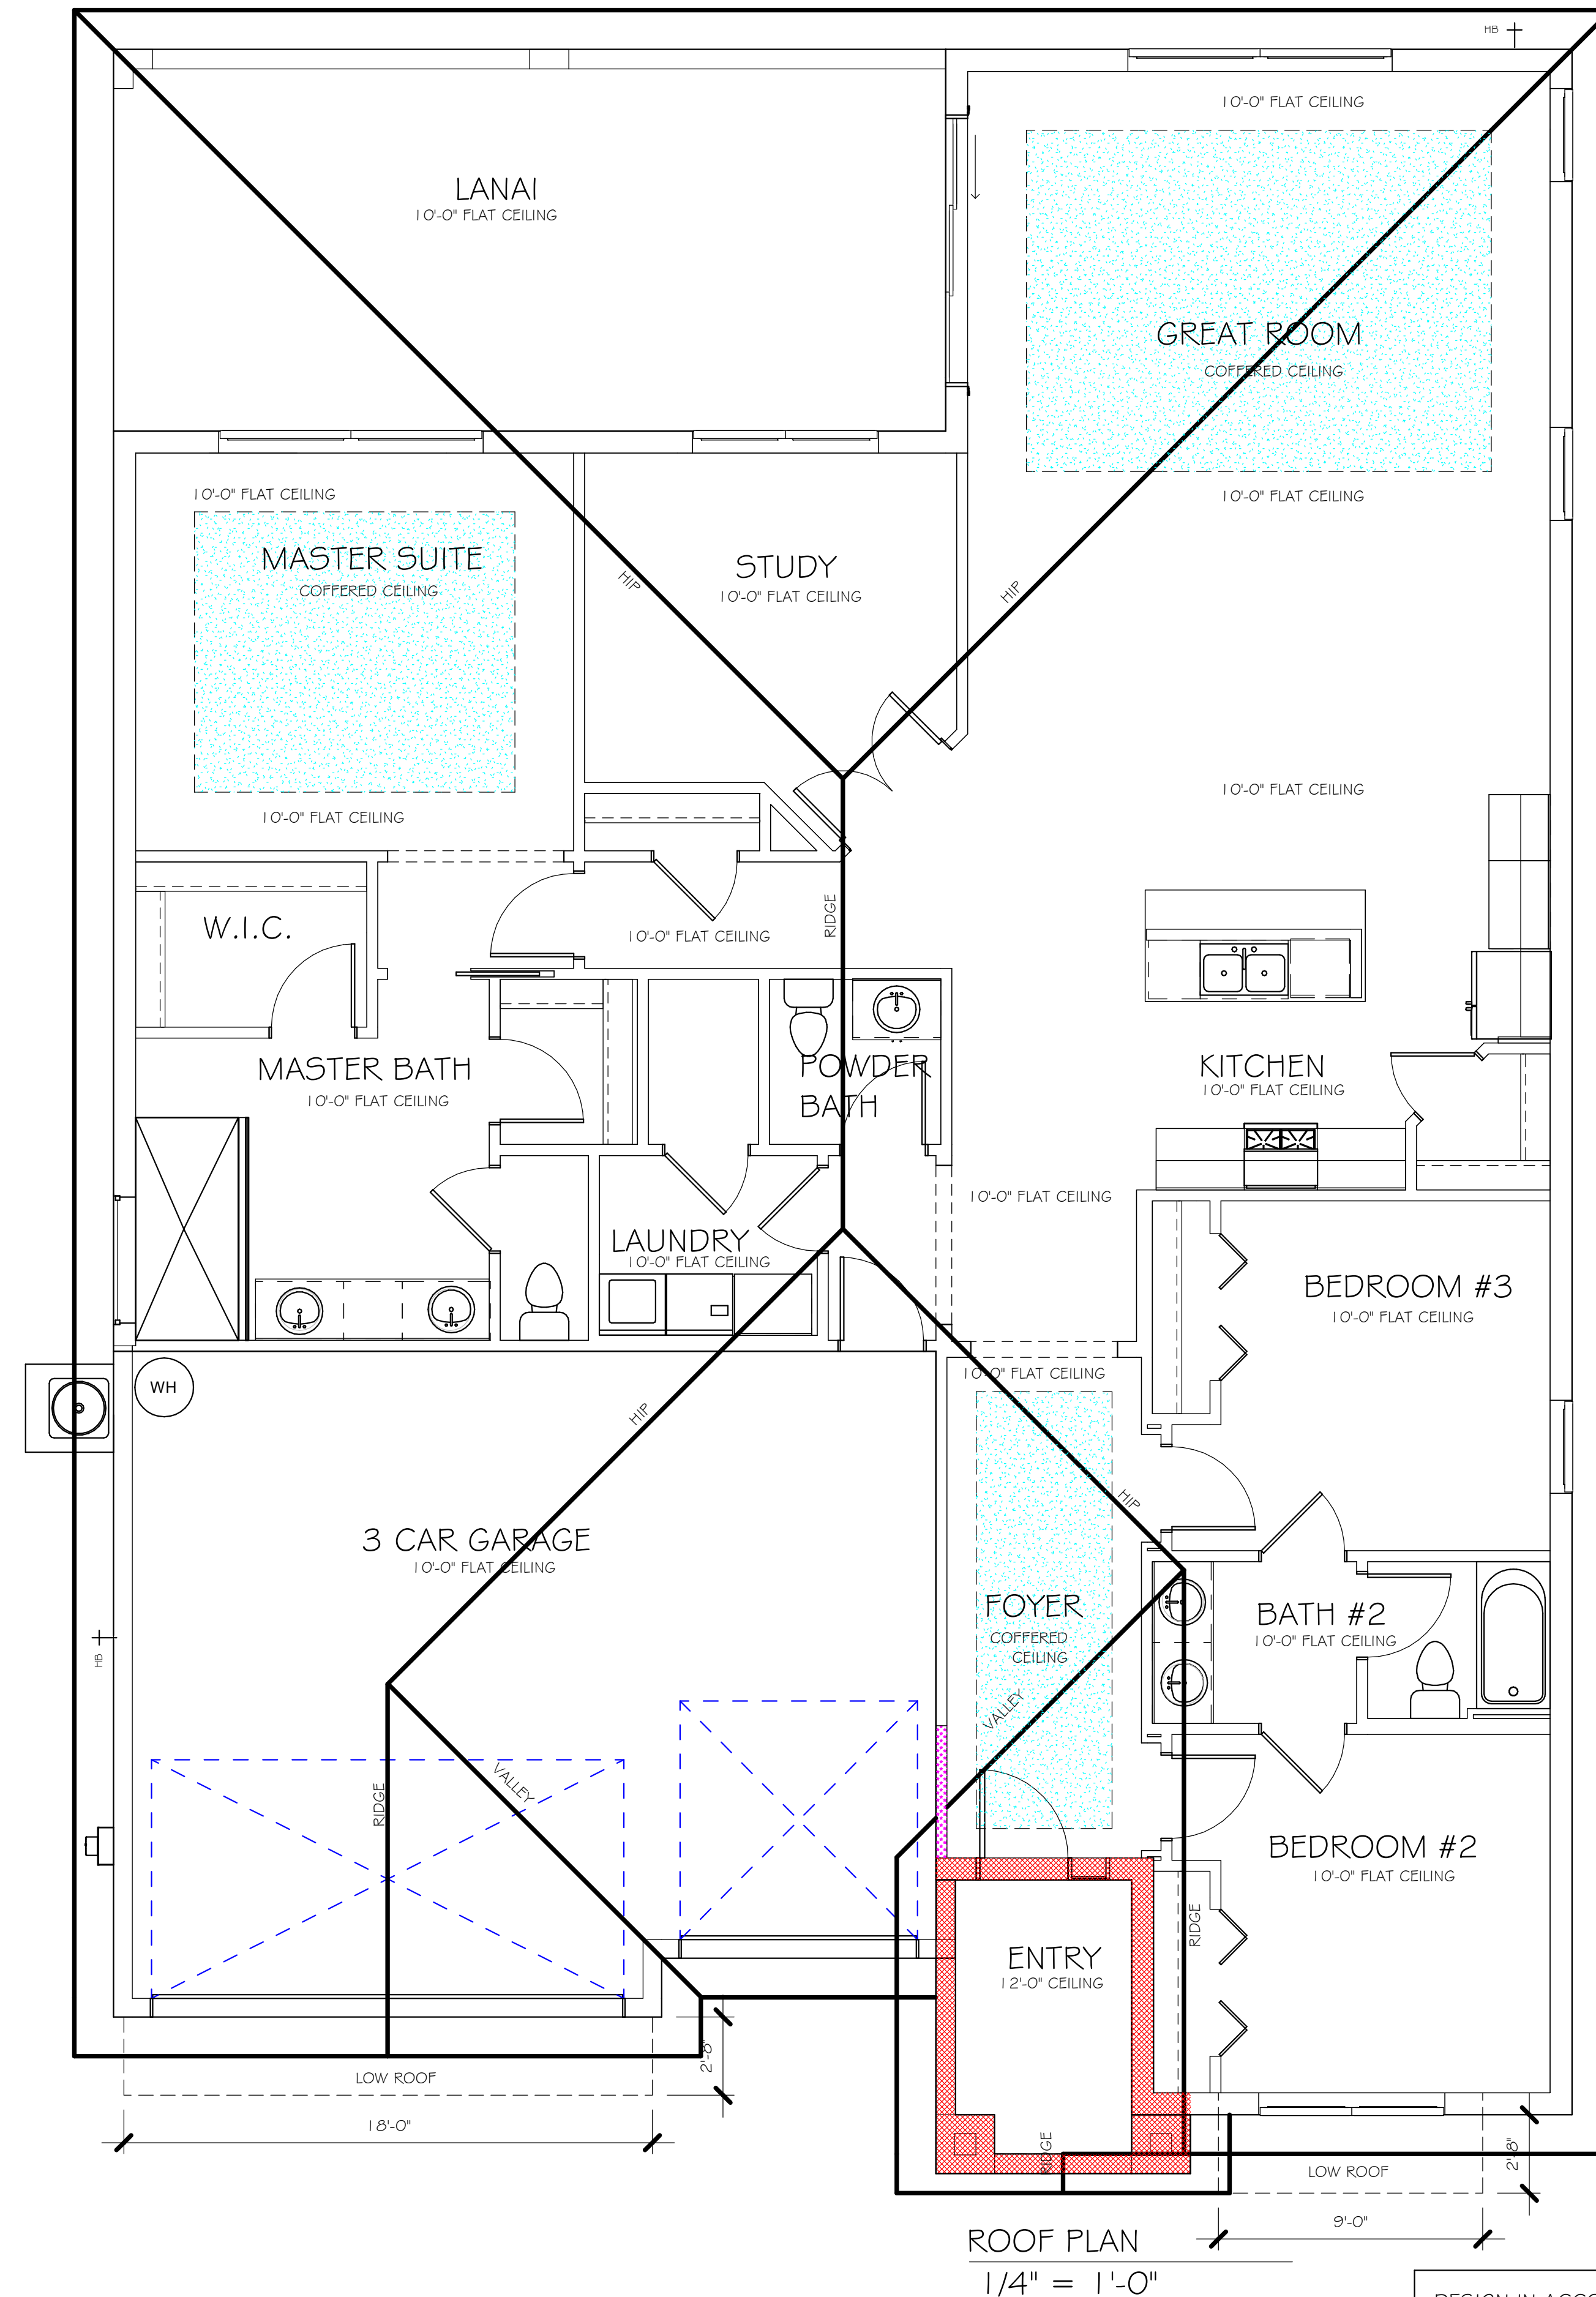 HB
10'-0" FLAT CEILING
LANAI
10'-0" FLAT CEILING
GREAT ROOM
COFFERED CEILING
10'-0" FLAT CEILING
10'-0" FLAT CEILING
MASTER SUITE
COFFERED CEILING
STUDY
10'-0" FLAT CEILING
HIP
HIP
10'-0" FLAT CEILING
10'-0" FLAT CEILING
RIDGE
W.I.C.
10'-0" FLAT CEILING
MASTER BATH
10'-0" FLAT CEILING
POWDER
BATH
KITCHEN
10'-0" FLAT CEILING
10'-0" FLAT CEILING
LAUNDRY
10'-0" FLAT CEILING
BEDROOM #3
10'-0" FLAT CEILING
WH
10'-0" FLAT CEILING
HIP
HIP
3 CAR GARAGE
10'-0" FLAT CEILING
FOYER
COFFERED
CEILING
BATH #2
10'-0" FLAT CEILING
HB
VALLEY
VALLEY
RIDGE
BEDROOM #2
10'-0" FLAT CEILING
RIDGE
ENTRY
12'-0" CEILING
2'-8"
LOW ROOF
18'-0"
RIDGE
2'-8"
LOW ROOF
9'-0"
ROOF PLAN
1/4" = 1'-0"